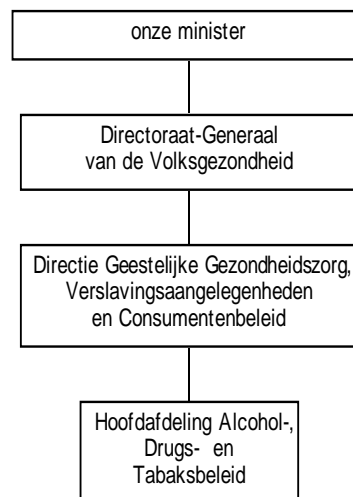 onze minister
Directoraat-Generaal
van de Volksgezondheid
Directie Geestelijke Gezondheidszorg,
Verslavingsaangelegenheden
en Consumentenbeleid
Hoofdafdeling Alcohol-,
Drugs- en
Tabaksbeleid